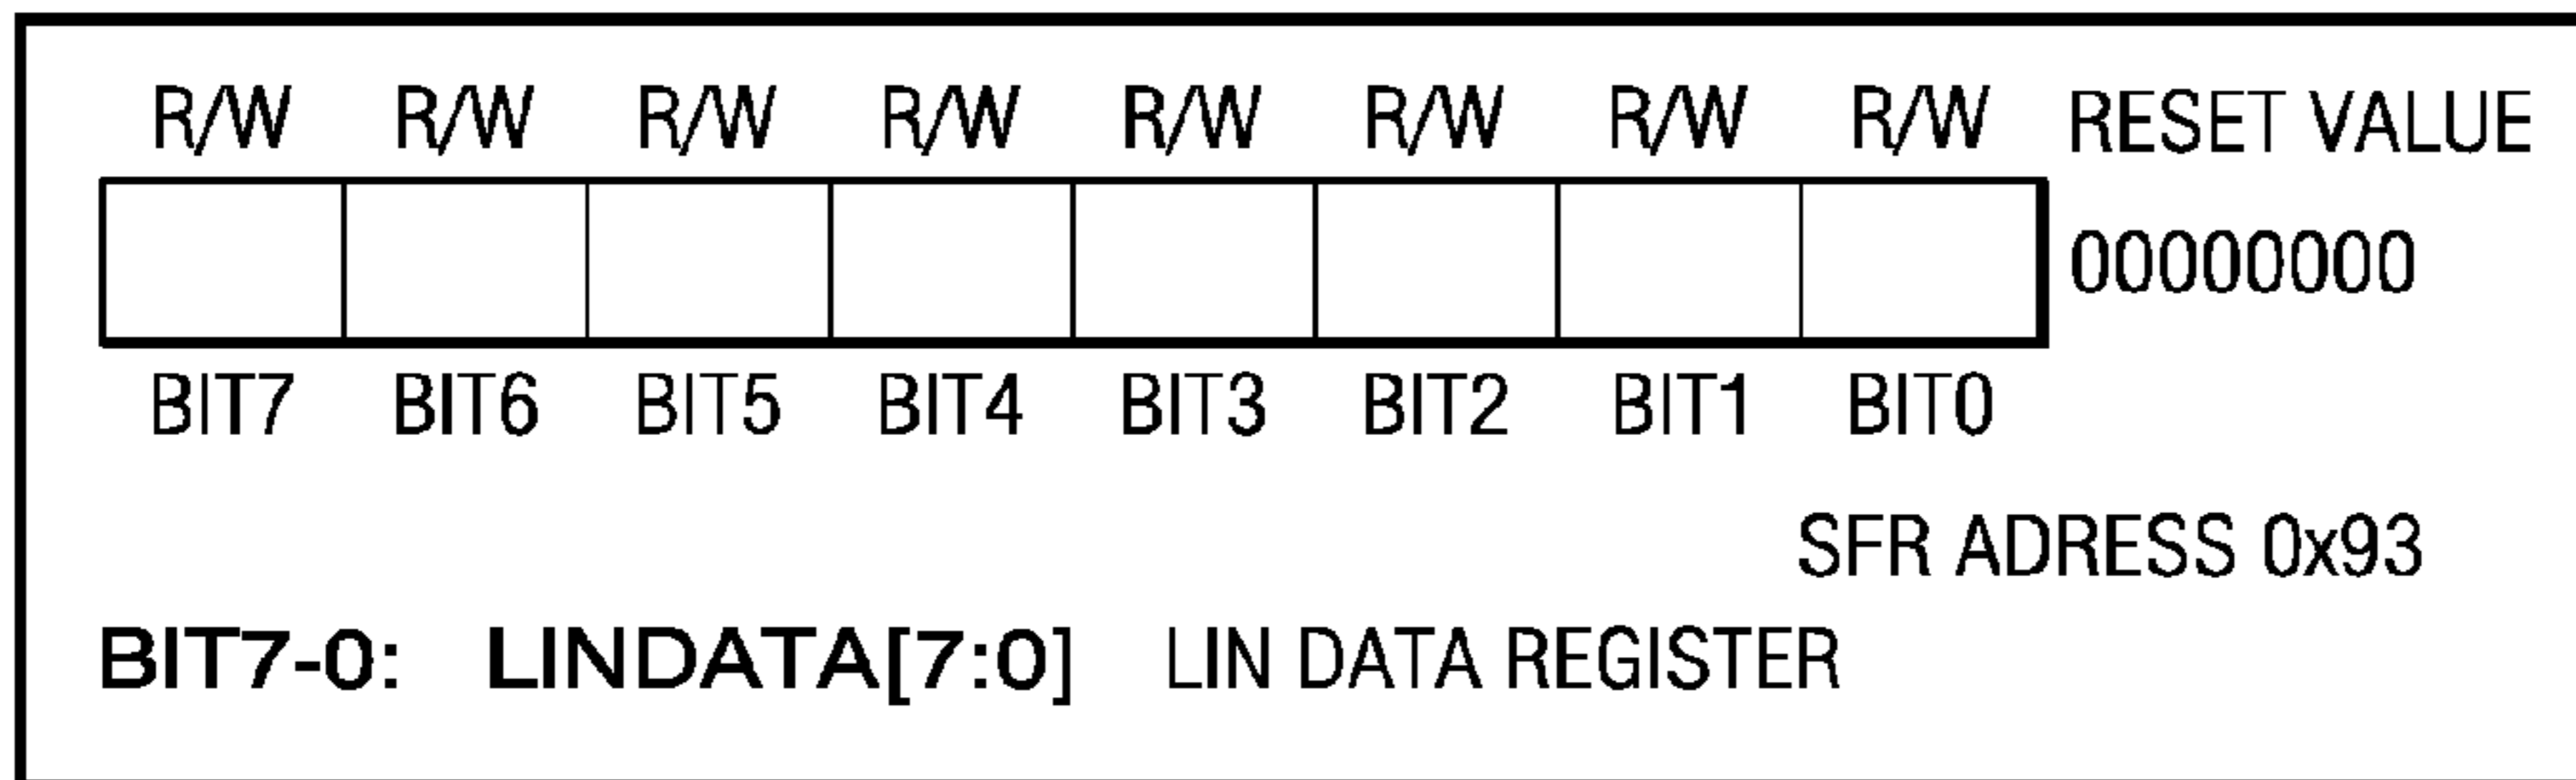 R/W R/W R/W R/W R/W R/W R/W R/W RESET VALUE
00000000
BIT7 BIT6 BIT5 BIT4 BIT3 BIT2 BIT1 BIT0
SFR ADRESS 0x93
BIT7-0: LINDATA[7:0] LIN DATA REGISTER